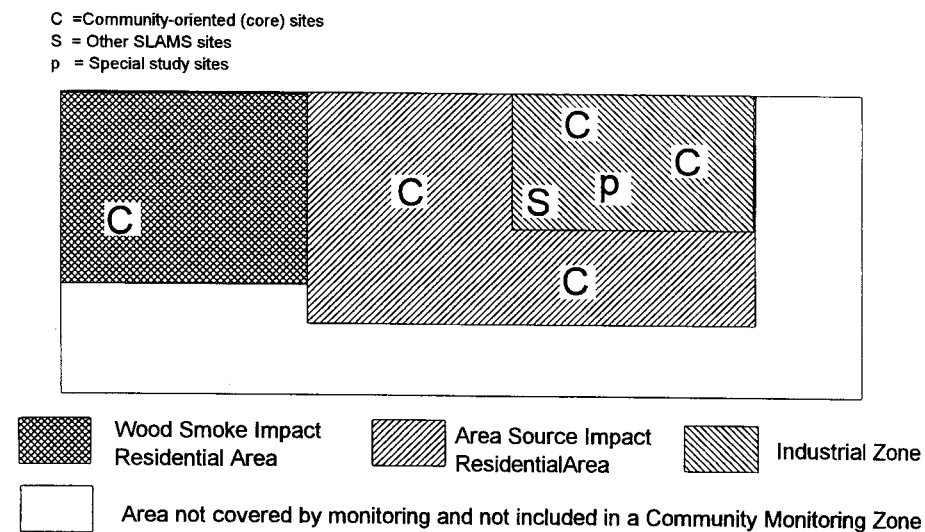 C =Community-oriented (core) sites
S = Other SLAMS sites
p = Special study sites
C
C
S
p
C
C
C
Wood Smoke Impact
Residential Area
Area Source Impact
ResidentialArea
Industrial Zone
Area not covered by monitoring and not included in a Community Monitoring Zone